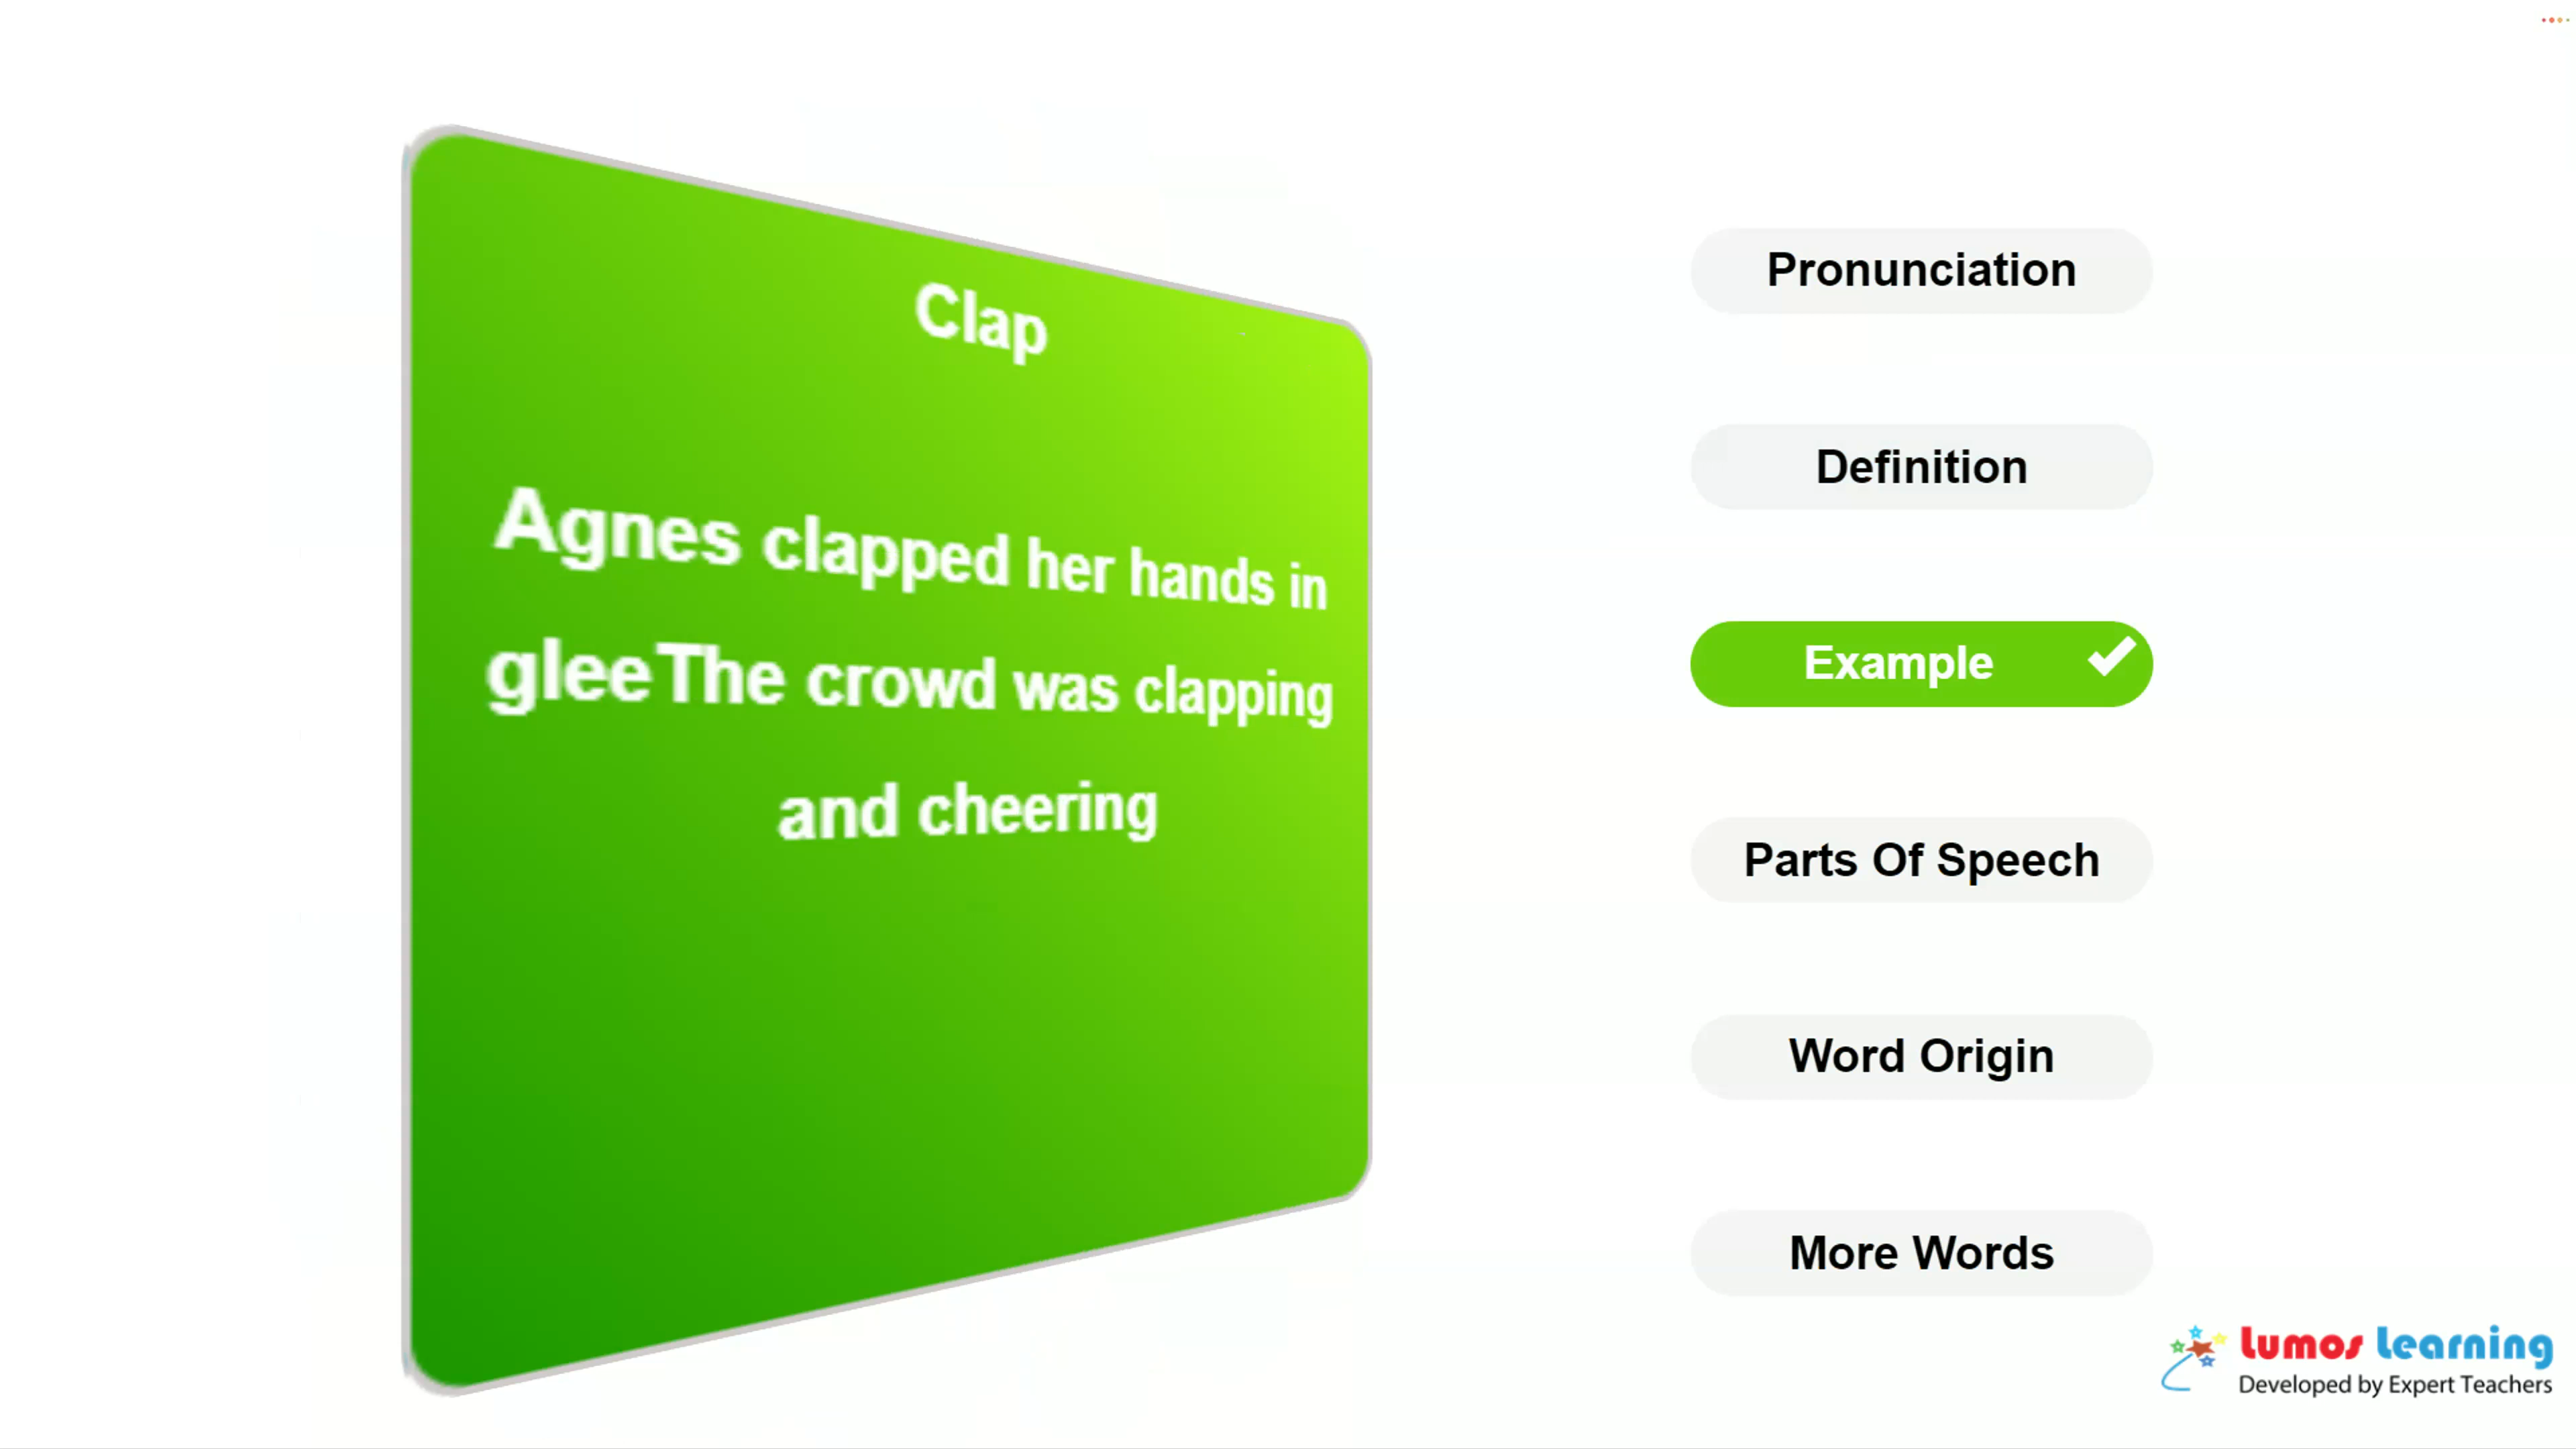 Clap
Agnes clapped her hands in
gleeThe crowd was clapping
and cheering
Pronunciation
Definition
Example
Parts Of Speech
Word Origin
More Words
Lumos Learning
Developed by Expert Teachers